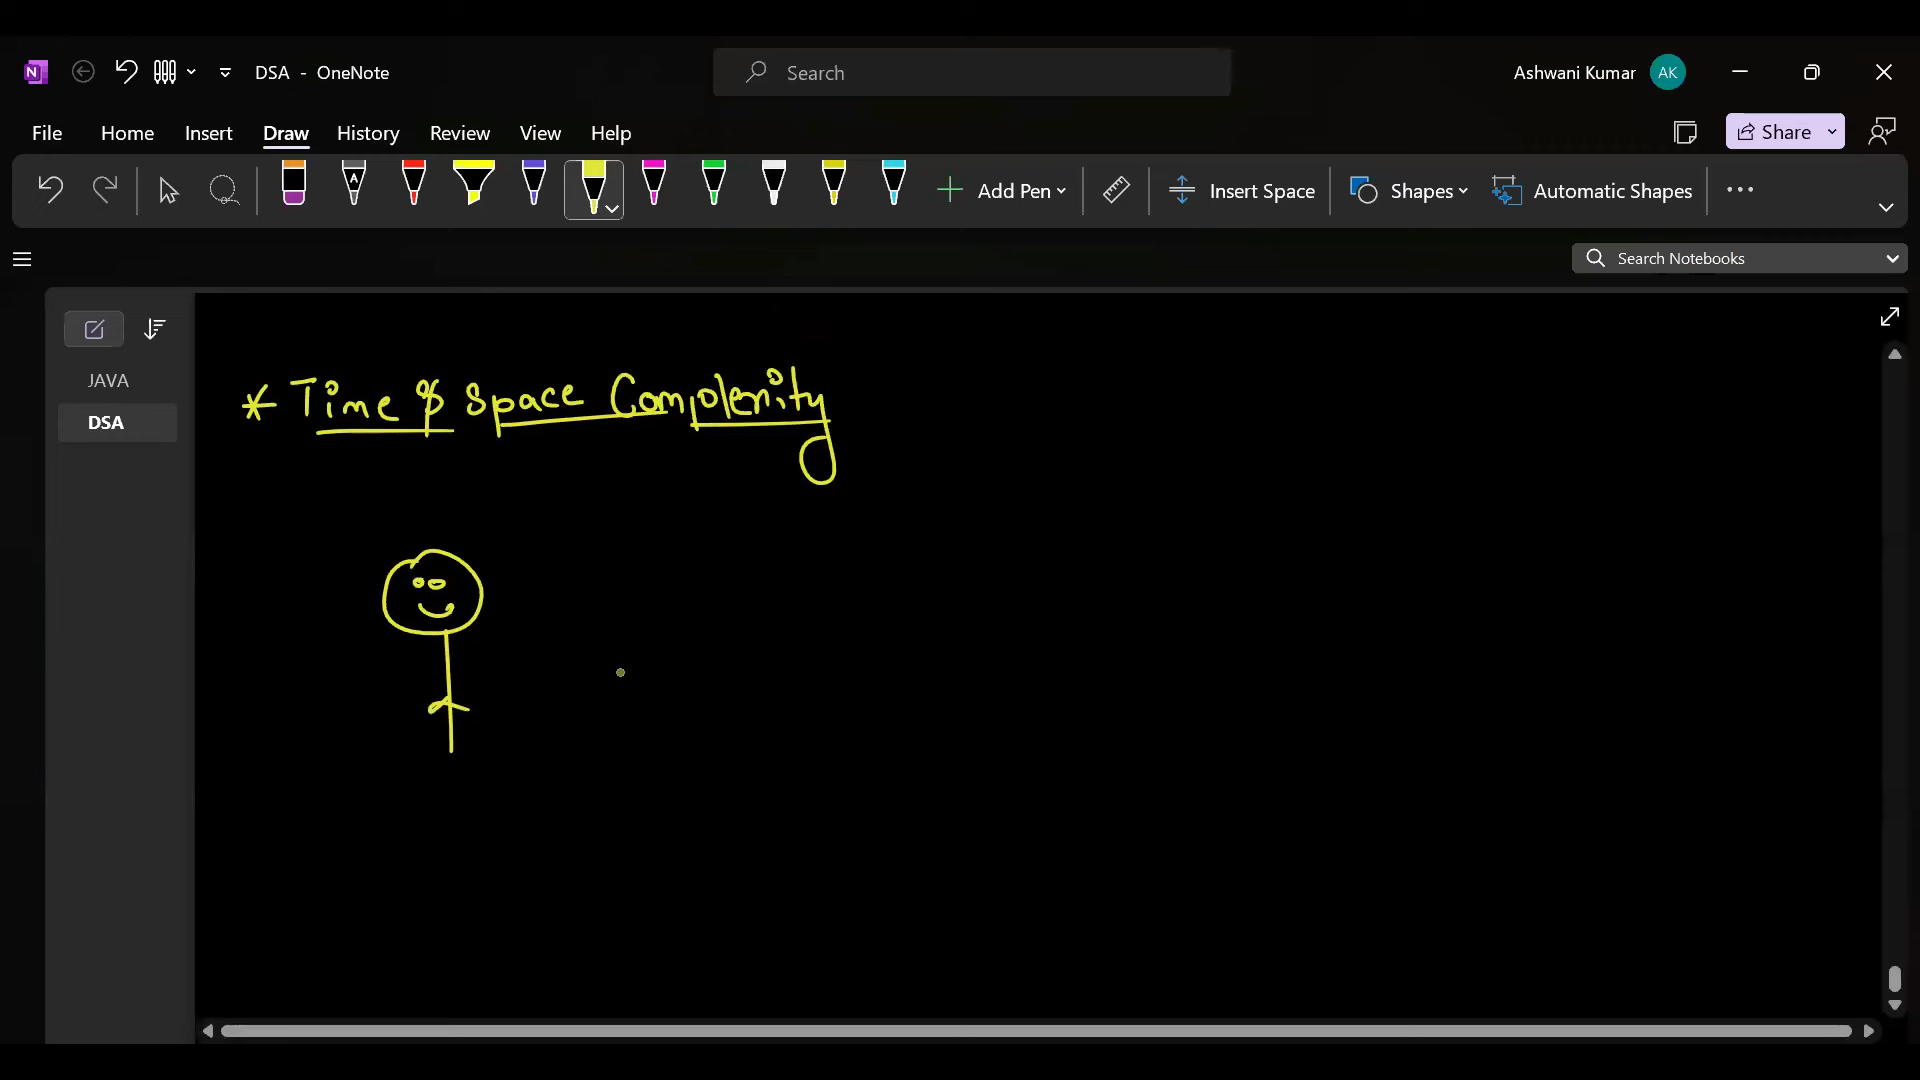 DSA - OneNote
Search
Ashwani Kumar AK
File Home Insert Draw History Review View Help
Share
A Add Pen Insert Space Shapes Automatic Shapes
Search Notebooks
JAVA
DSA
* Time & Space Complexity